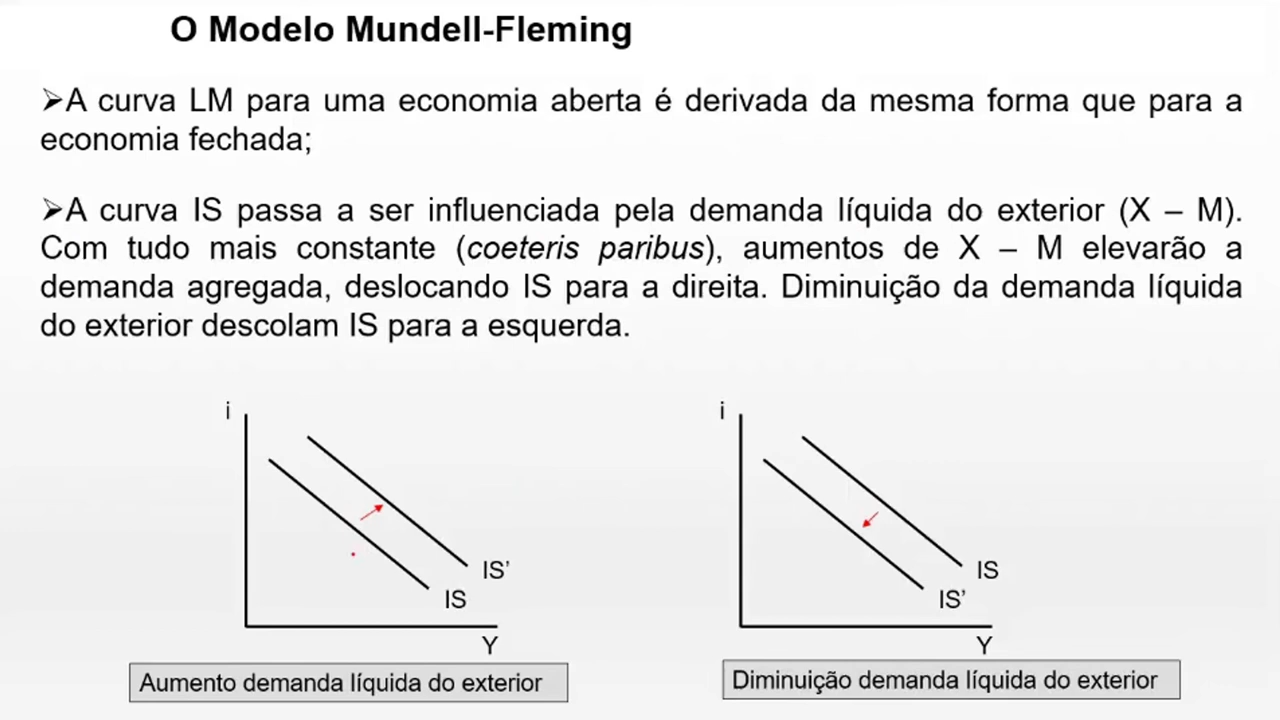 O Modelo Mundell-Fleming
➢A curva LM para uma economia aberta é derivada da mesma forma que para a
economia fechada;
➢A curva IS passa a ser influenciada pela demanda líquida do exterior (X – M).
Com tudo mais constante (coeteris paribus), aumentos de X – M elevarão a
demanda agregada, deslocando IS para a direita. Diminuição da demanda líquida
do exterior descolam IS para a esquerda.
i
IS’
IS
Y
Aumento demanda líquida do exterior
i
IS
IS’
Y
Diminuição demanda líquida do exterior